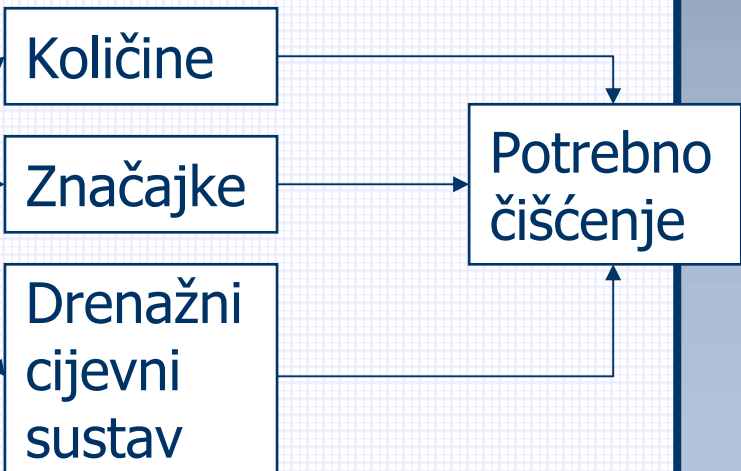 Količine
Značajke
Potrebno
čišćenje
Drenažni
cijevni
sustav